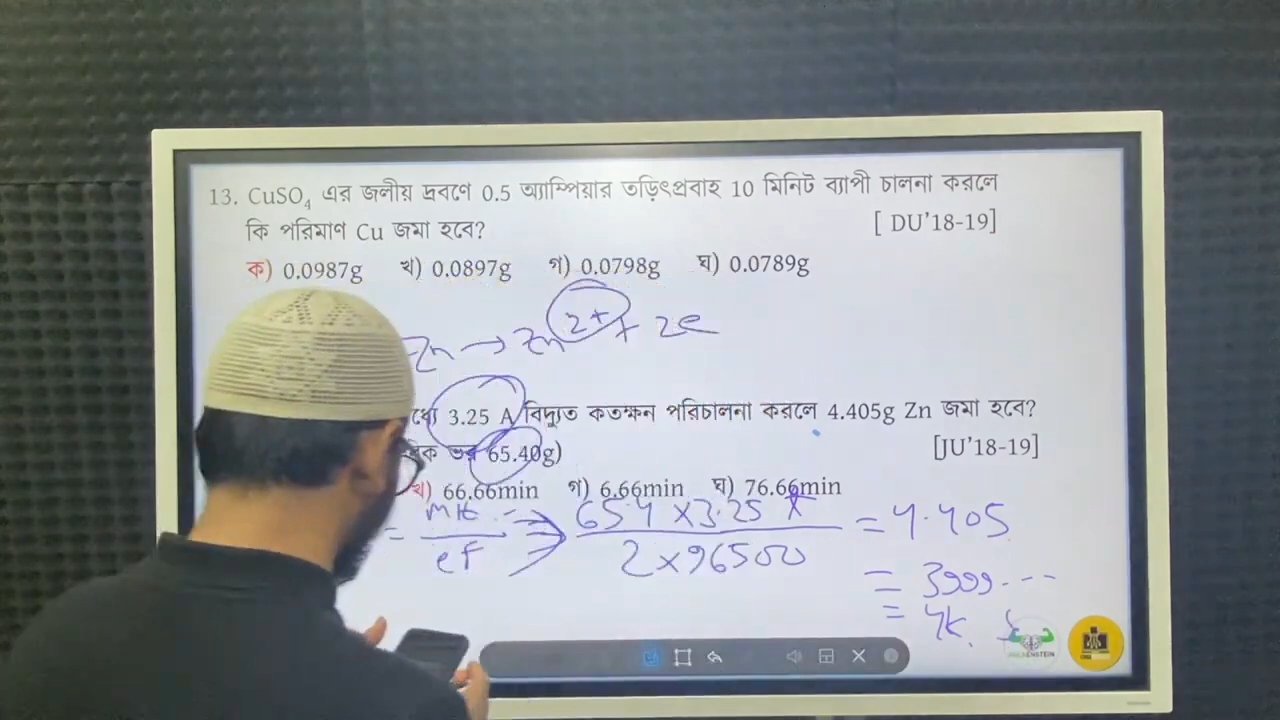 13. CuSO₄ এর জলীয় দ্রবণে 0.5 অ্যাম্পিয়ার তড়িৎপ্রবাহ 10 মিনিট ব্যাপী চালনা করলে
কি পরিমাণ Cu জমা হবে? [ DU'18-19]
ক) 0.0987g খ) 0.0897g গ) 0.0798g ঘ) 0.0789g
Zn → Zn 2+ + 2e
3.25 A বিদ্যুত কতক্ষন পরিচালনা করলে 4.405g Zn জমা হবে?
ভর 65.40g) [JU'18-19]
খ) 66.66min গ) 6.66min ঘ) 76.66min
= MIt / eF ⇒ 65.4 x 3.25 x / 2x96500 = 4.405
= 3999...
= 4k